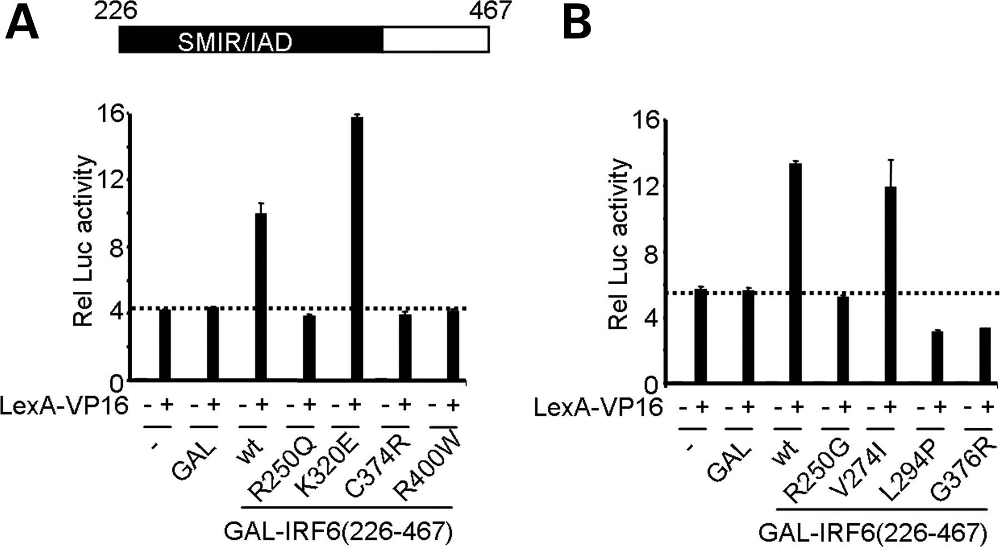 A
226 467
SMIR/IAD
16
12
8
4
0
Rel Luc activity
LexA-VP16 - + - + - + - + - + - + - +
- GAL wt R250Q K320E C374R R400W
GAL-IRF6(226-467)
B
16
12
8
4
0
Rel Luc activity
LexA-VP16 - + - + - + - + - + - + - +
- GAL wt R250G V274I L294P G376R
GAL-IRF6(226-467)